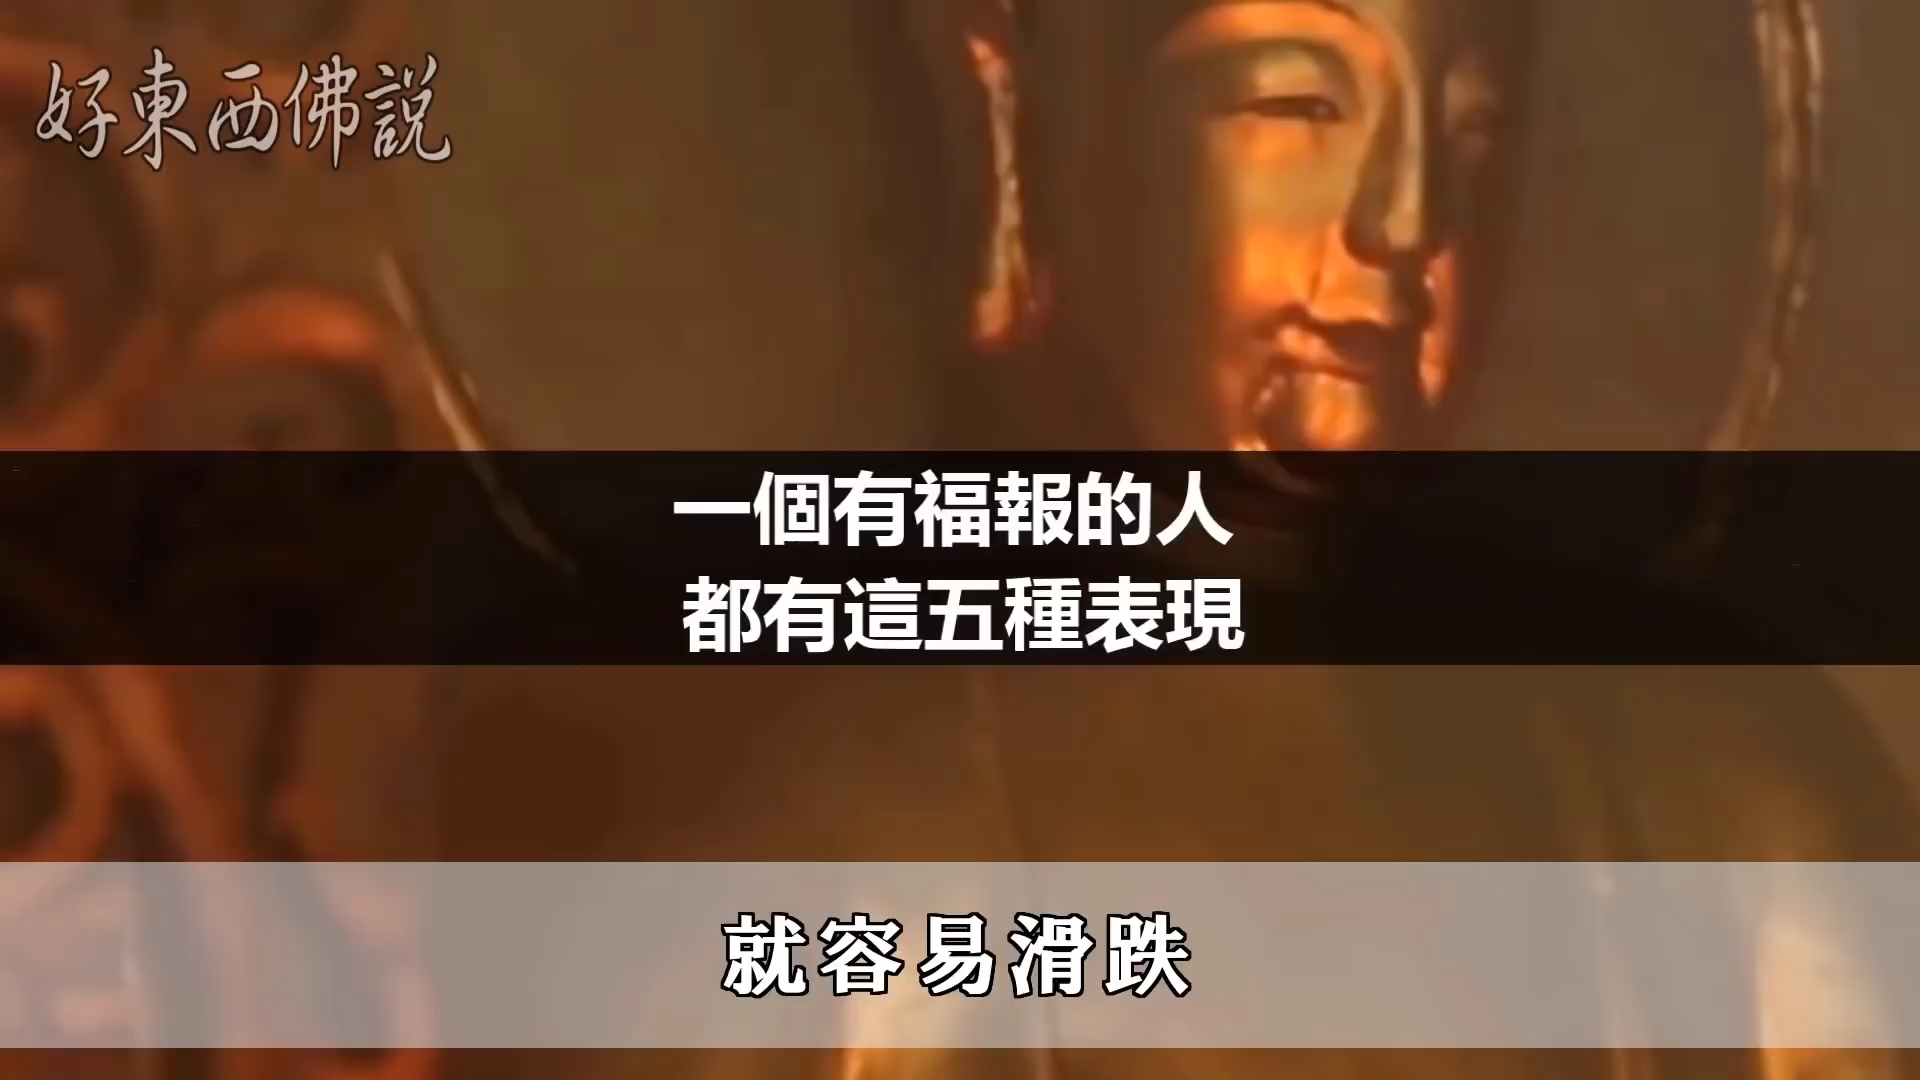 好東西佛説
一個有福報的人
都有這五種表現
就容易滑跌